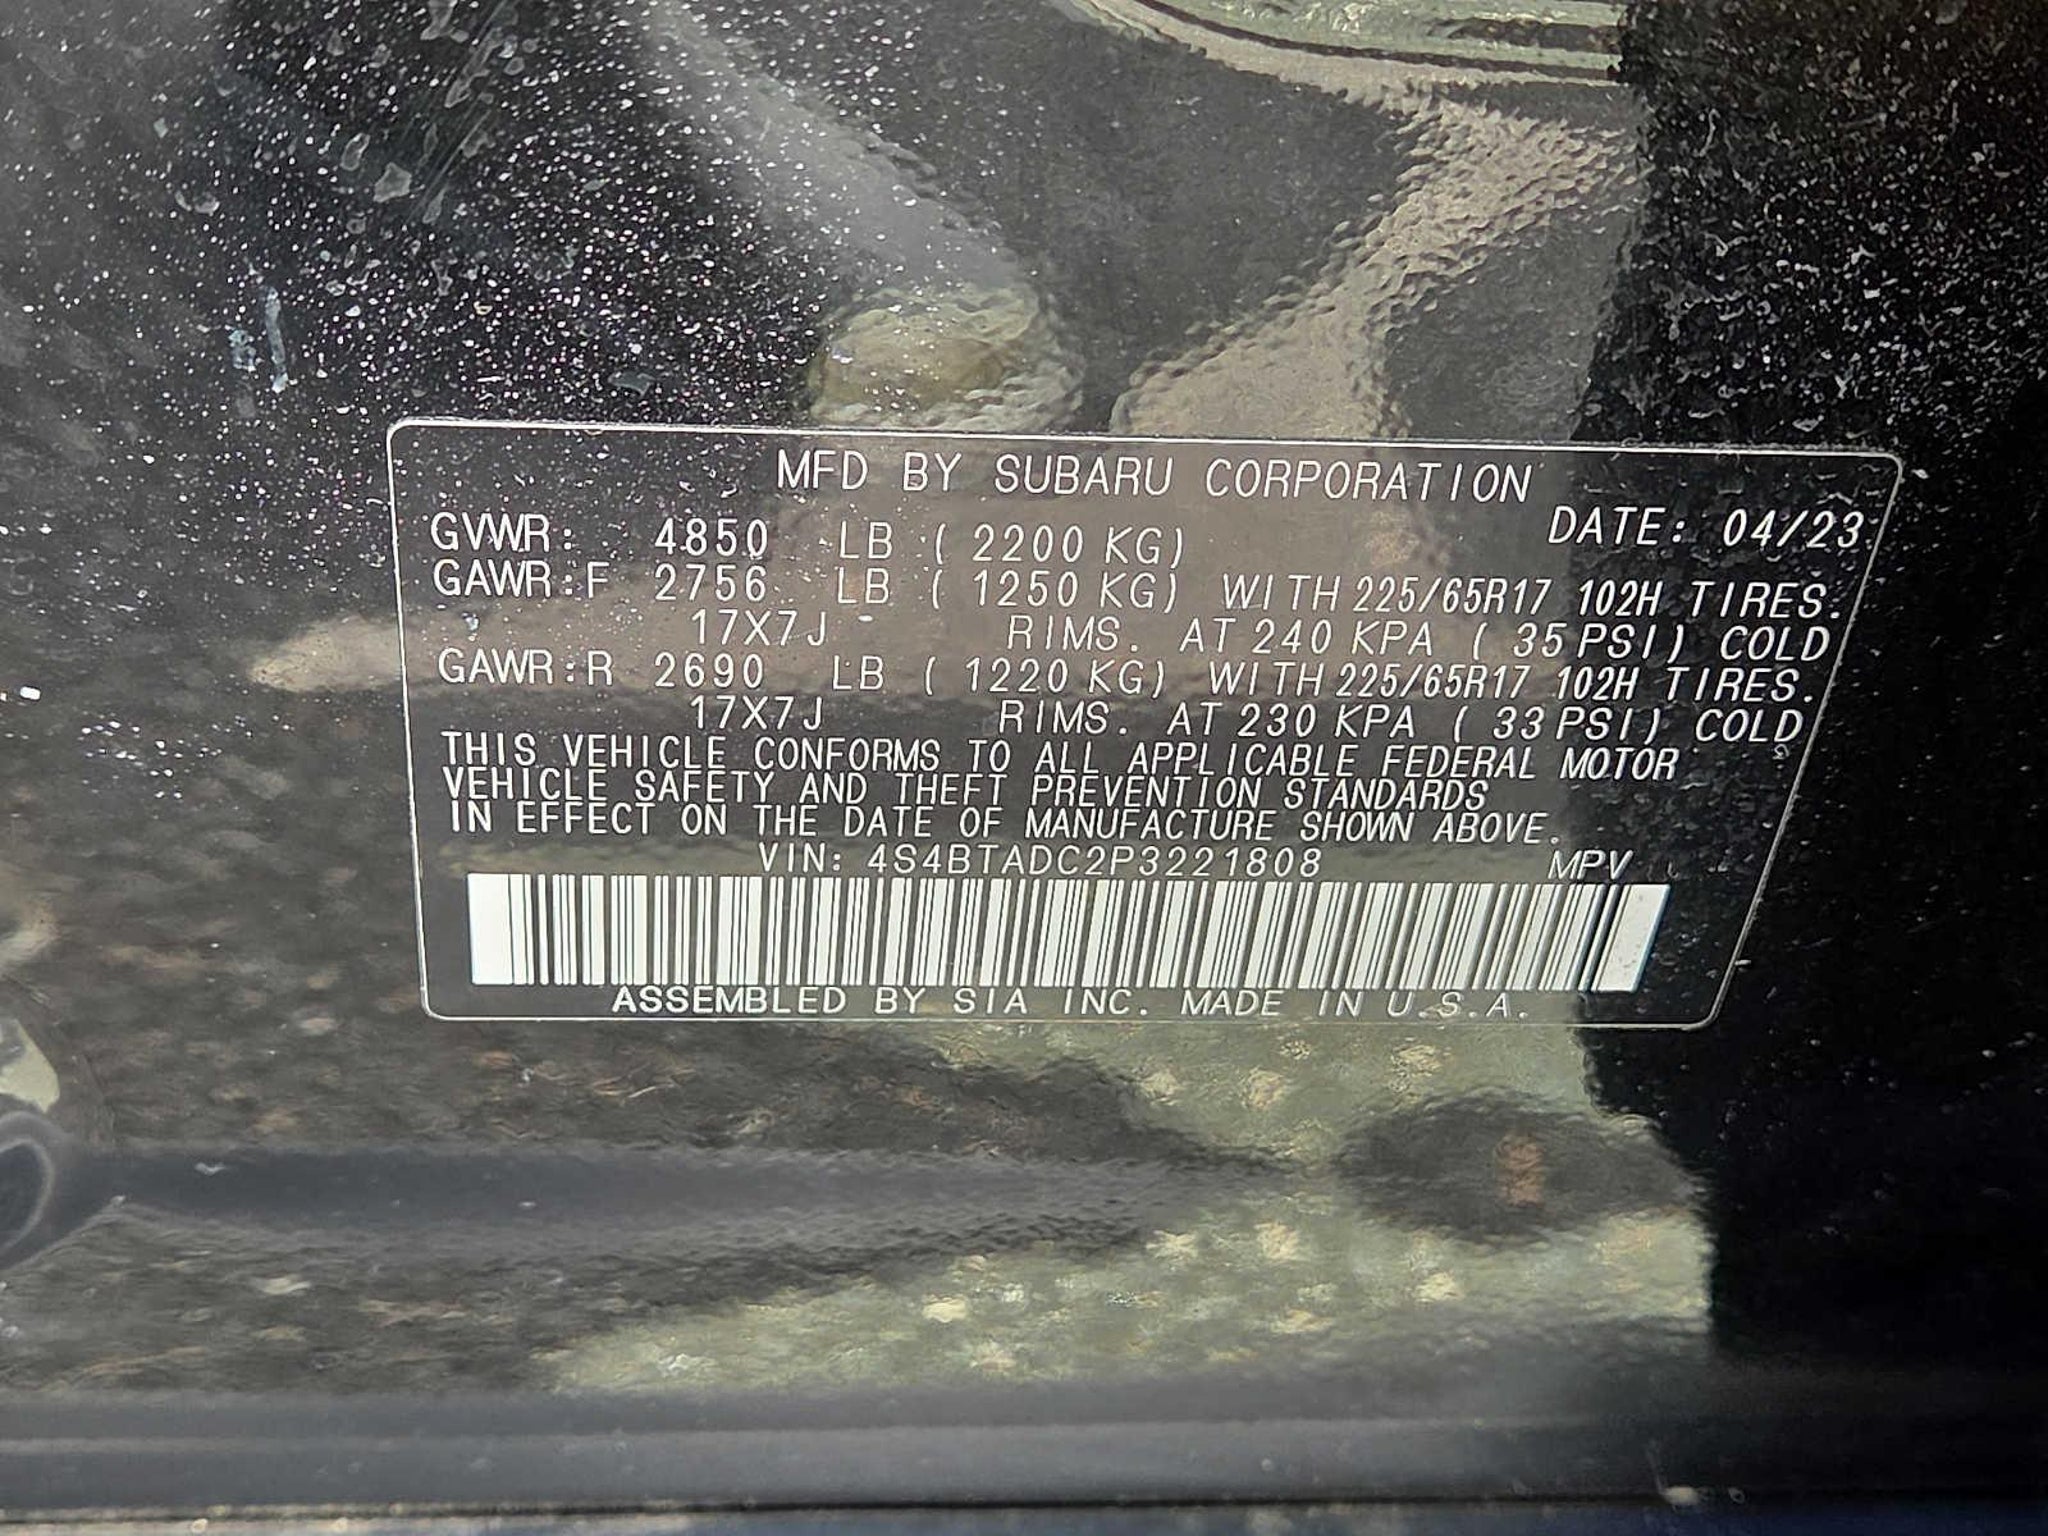 MFD BY SUBARU CORPORATION
DATE: 04/23
GVWR: 4850 LB ( 2200 KG)
GAWR:F 2756 LB ( 1250 KG) WITH 225/65R17 102H TIRES.
17X7J RIMS. AT 240 KPA ( 35 PSI) COLD
GAWR:R 2690 LB ( 1220 KG) WITH 225/65R17 102H TIRES.
17X7J RIMS. AT 230 KPA ( 33 PSI) COLD
THIS VEHICLE CONFORMS TO ALL APPLICABLE FEDERAL MOTOR
VEHICLE SAFETY AND THEFT PREVENTION STANDARDS
IN EFFECT ON THE DATE OF MANUFACTURE SHOWN ABOVE.
VIN: 4S4BTADC2P3221808 MPV
ASSEMBLED BY SIA INC. MADE IN U.S.A.